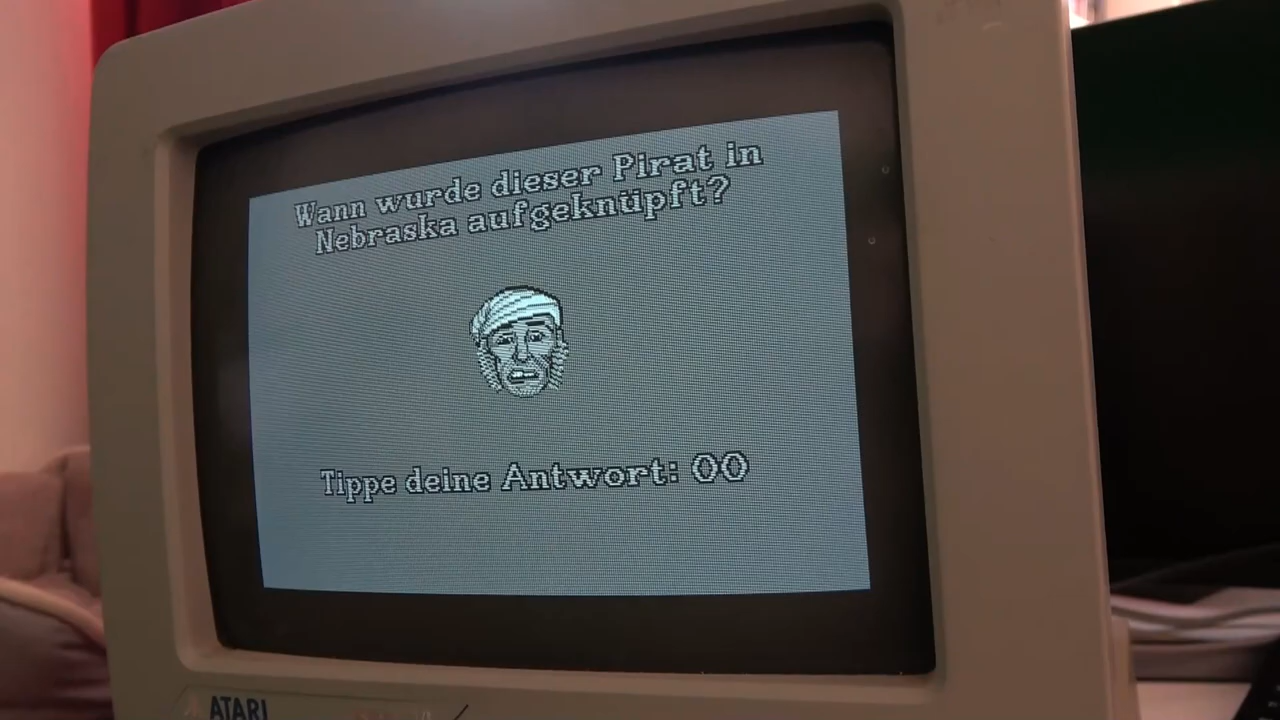 Wann wurde dieser Pirat in
Nebraska aufgeknüpft?
Tippe deine Antwort: 00
ATARI